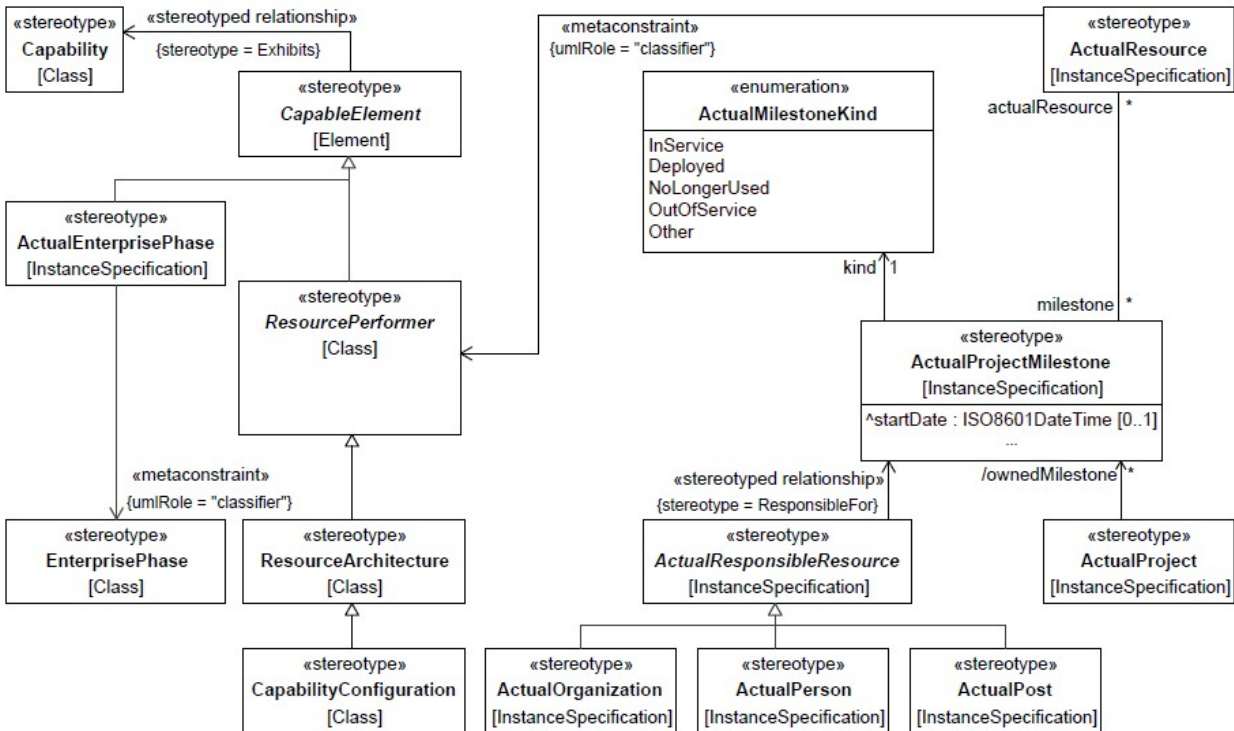 «stereotype»
Capability
[Class]
«stereotyped relationship»
{stereotype = Exhibits}
«stereotype»
CapableElement
[Element]
«metaconstraint»
{umlRole = "classifier"}
«stereotype»
ActualResource
[InstanceSpecification]
«enumeration»
ActualMilestoneKind
InService
Deployed
NoLongerUsed
OutOfService
Other
actualResource *
«stereotype»
ActualEnterprisePhase
[InstanceSpecification]
kind 1
«stereotype»
ResourcePerformer
[Class]
milestone *
«stereotype»
ActualProjectMilestone
[InstanceSpecification]
^startDate : ISO8601DateTime [0..1]
...
«metaconstraint»
{umlRole = "classifier"}
«stereotyped relationship»
{stereotype = ResponsibleFor}
/ownedMilestone *
«stereotype»
EnterprisePhase
[Class]
«stereotype»
ResourceArchitecture
[Class]
«stereotype»
ActualResponsibleResource
[InstanceSpecification]
«stereotype»
ActualProject
[InstanceSpecification]
«stereotype»
CapabilityConfiguration
[Class]
«stereotype»
ActualOrganization
[InstanceSpecification]
«stereotype»
ActualPerson
[InstanceSpecification]
«stereotype»
ActualPost
[InstanceSpecification]